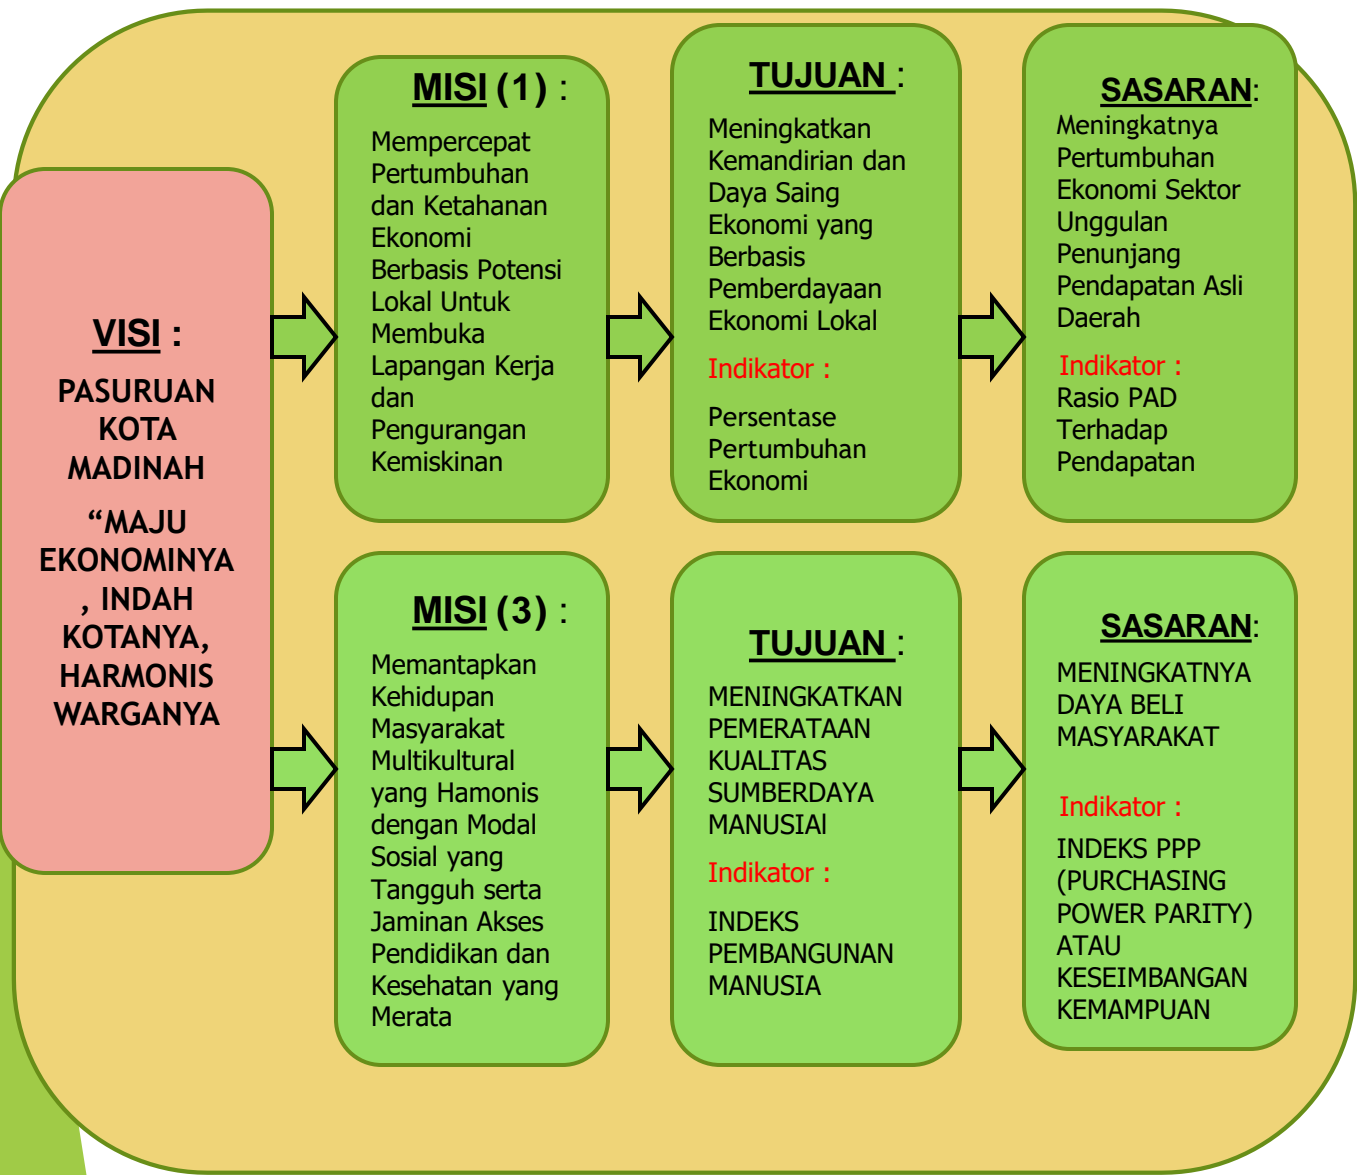 VISI :
PASURUAN
KOTA
MADINAH
“MAJU
EKONOMINYA
, INDAH
KOTANYA,
HARMONIS
WARGANYA
MISI (1) :
Mempercepat
Pertumbuhan
dan Ketahanan
Ekonomi
Berbasis Potensi
Lokal Untuk
Membuka
Lapangan Kerja
dan
Pengurangan
Kemiskinan
TUJUAN :
Meningkatkan
Kemandirian dan
Daya Saing
Ekonomi yang
Berbasis
Pemberdayaan
Ekonomi Lokal
Indikator :
Persentase
Pertumbuhan
Ekonomi
SASARAN:
Meningkatnya
Pertumbuhan
Ekonomi Sektor
Unggulan
Penunjang
Pendapatan Asli
Daerah
Indikator :
Rasio PAD
Terhadap
Pendapatan
MISI (3) :
Memantapkan
Kehidupan
Masyarakat
Multikultural
yang Hamonis
dengan Modal
Sosial yang
Tangguh serta
Jaminan Akses
Pendidikan dan
Kesehatan yang
Merata
TUJUAN :
MENINGKATKAN
PEMERATAAN
KUALITAS
SUMBERDAYA
MANUSIAl
Indikator :
INDEKS
PEMBANGUNAN
MANUSIA
SASARAN:
MENINGKATNYA
DAYA BELI
MASYARAKAT
Indikator :
INDEKS PPP
(PURCHASING
POWER PARITY)
ATAU
KESEIMBANGAN
KEMAMPUAN